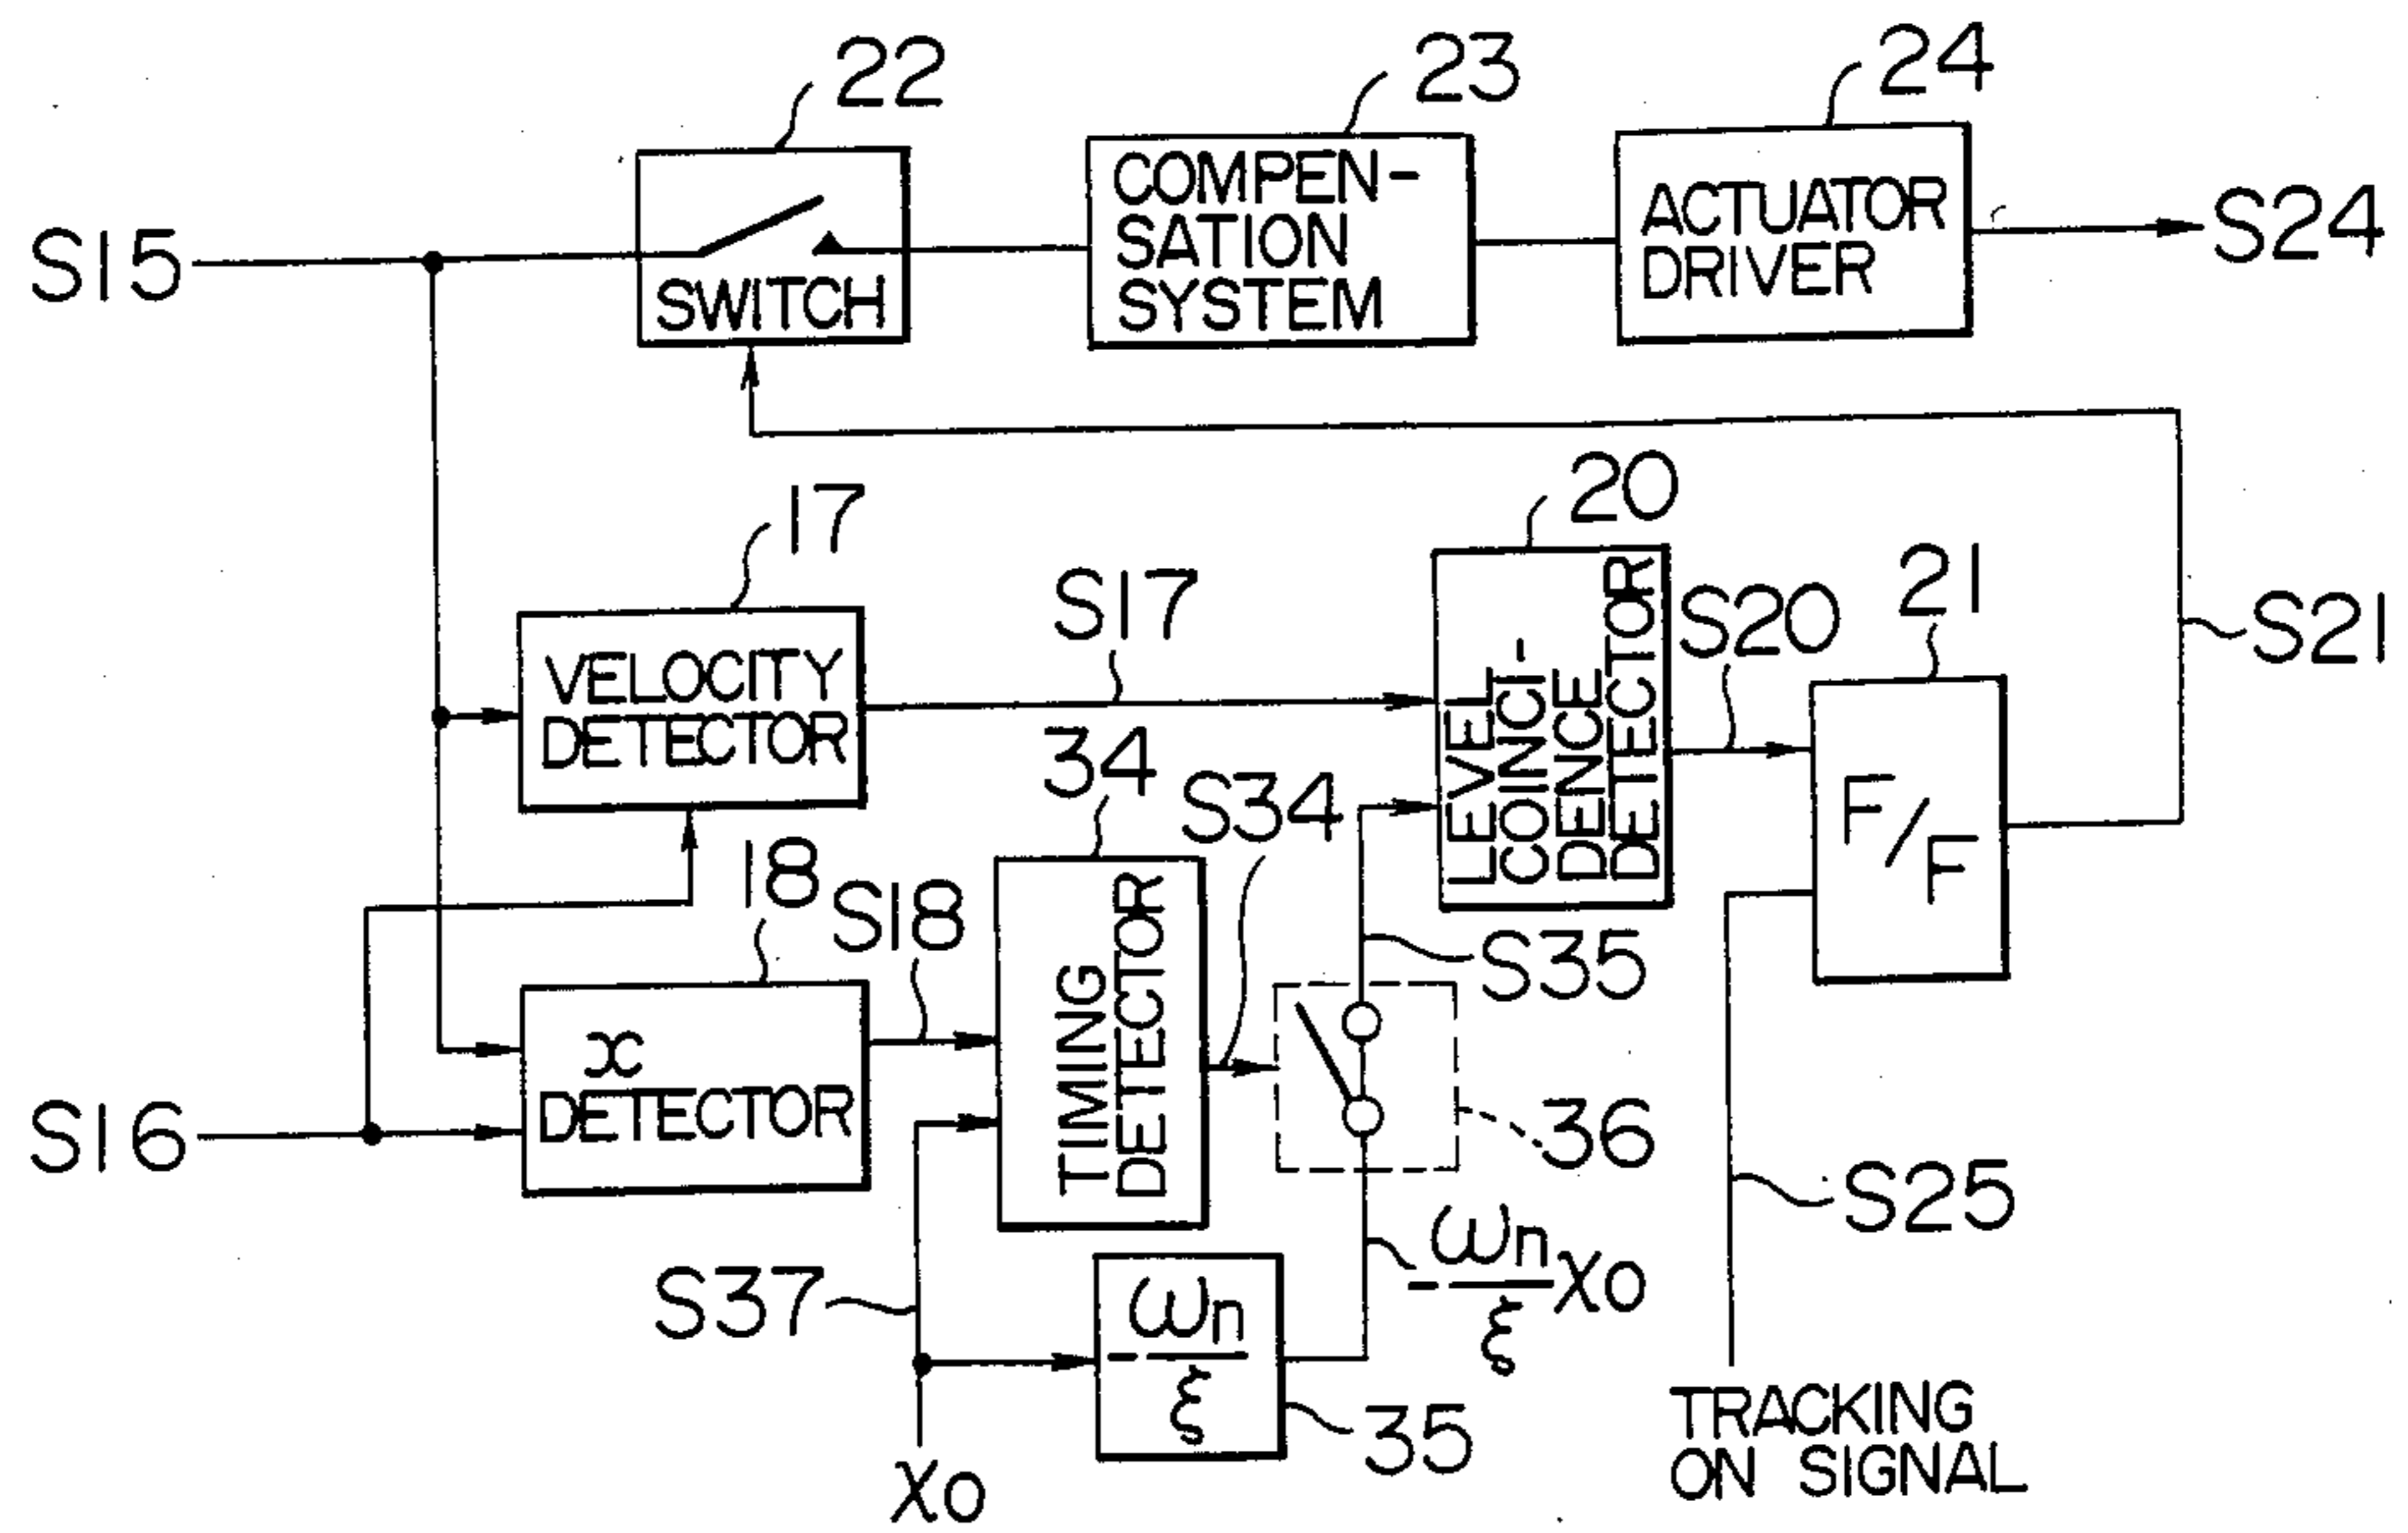 22
23
24
S15
SWITCH
COMPEN-
SATION
SYSTEM
ACTUATOR
DRIVER
S24
17
S17
20
S20
21
S21
VELOCITY
DETECTOR
LEVEL
COINCI-
DENCE
DETECTOR
F/F
34
S34
18
S18
S35
x
DETECTOR
TIMING
DETECTOR
S16
36
S25
S37
-ωn/ξ
-ωn/ξ x0
35
x0
TRACKING
ON SIGNAL